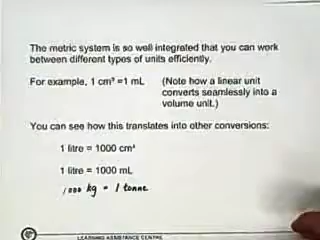 The metric system is so well integrated that you can work
between different types of units efficiently.
For example, 1 cm³ =1 mL (Note how a linear unit
converts seamlessly into a
volume unit.)
You can see how this translates into other conversions:
1 litre = 1000 cm³
1 litre = 1000 mL
1000 kg = 1 tonne
LEARNING ASSISTANCE CENTRE